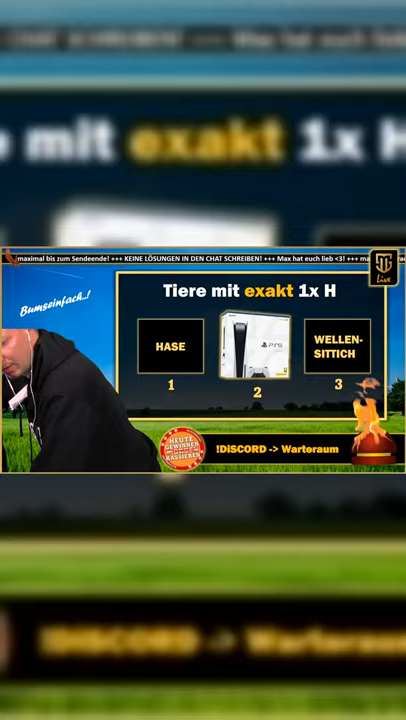 e mit exakt 1x H
maximal bis zum Sendeende! +++ KEINE LÖSUNGEN IN DEN CHAT SCHREIBEN! +++ Max hat euch lieb <3! +++ ma
live
Bumseinfach..!
Tiere mit exakt 1x H
HASE
PS5
WELLEN-
SITTICH
1
2
3
HEUTE
GEWINNER
KASSIEREN
!DiSCORD -> Warteraum
!DiSCORD -> Warteraum